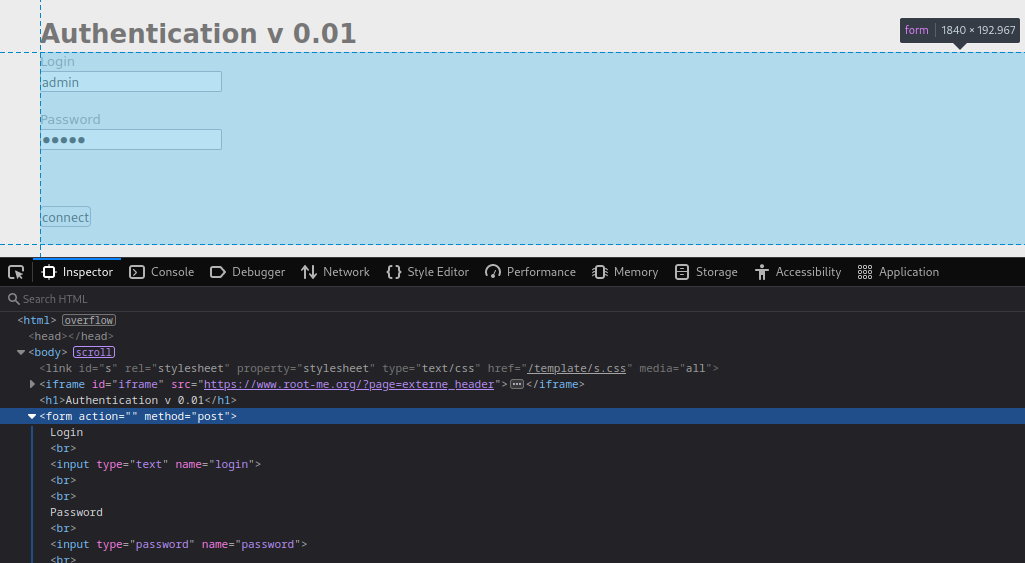 Authentication v 0.01
form 1840 × 192.967
Login
admin
Password
●●●●●
connect
Inspector Console Debugger Network Style Editor Performance Memory Storage Accessibility Application
Search HTML
<html> overflow
<head></head>
<body> scroll
<link id="s" rel="stylesheet" property="stylesheet" type="text/css" href="/template/s.css" media="all">
<iframe id="iframe" src="https://www.root-me.org/?page=externe_header"></iframe>
<h1>Authentication v 0.01</h1>
<form action="" method="post">
Login
<br>
<input type="text" name="login">
<br>
<br>
Password
<br>
<input type="password" name="password">
<br>